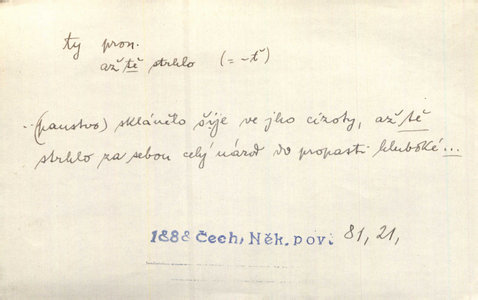 ty pron.
až tě strhlo (= -tě)
..(panstvo) sklánělo šíje ve jho cizoty, až tě
strhlo za sebou celý národ do propasti hluboké...
1888 Čech, Něk. pov. 81, 21,